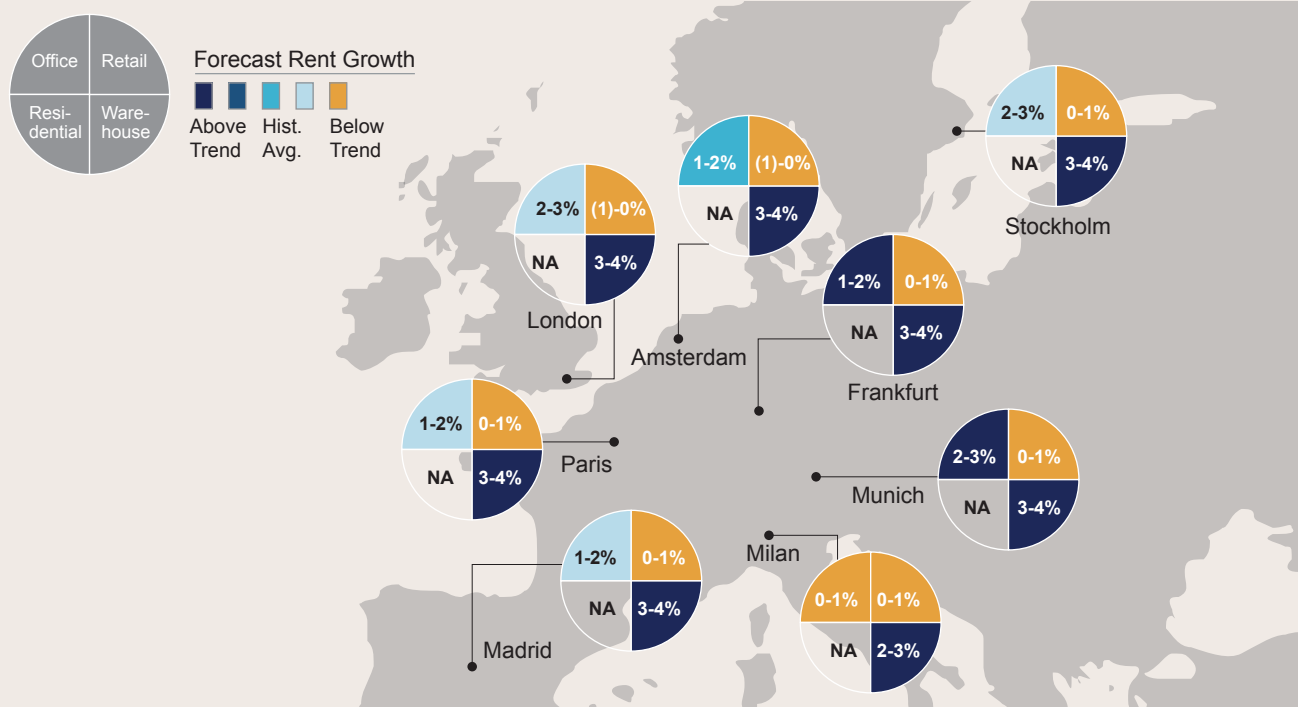 Office
Retail
Resi-
dential
Ware-
house
Forecast Rent Growth
Above
Trend
Hist.
Avg.
Below
Trend
2-3%
0-1%
NA
3-4%
Stockholm
1-2%
(1)-0%
NA
3-4%
Amsterdam
2-3%
(1)-0%
NA
3-4%
London
1-2%
0-1%
NA
3-4%
Frankfurt
1-2%
0-1%
NA
3-4%
Paris
2-3%
0-1%
NA
3-4%
Munich
1-2%
0-1%
NA
3-4%
Madrid
Milan
0-1%
0-1%
NA
2-3%